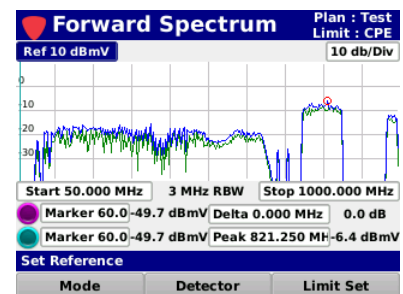 Forward Spectrum
Plan : Test
Limit : CPE
Ref 10 dBmV
10 db/Div
0
-10
-20
-30
Start 50.000 MHz 3 MHz RBW Stop 1000.000 MHz
Marker 60.0 -49.7 dBmV Delta 0.000 MHz 0.0 dB
Marker 60.0 -49.7 dBmV Peak 821.250 MH -6.4 dBmV
Set Reference
Mode Detector Limit Set